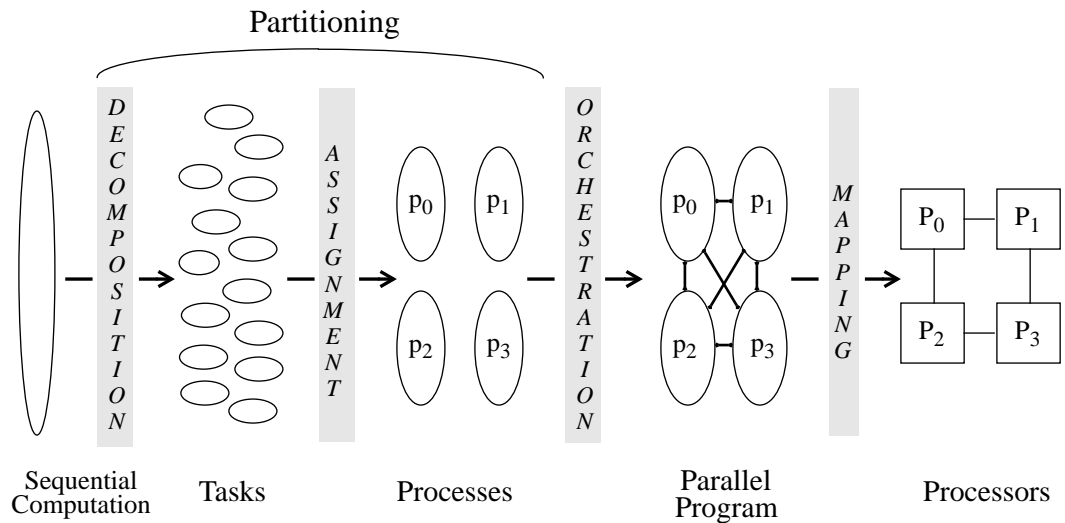 Partitioning
DECOMPOSITION
ASSIGNMENT
ORCHESTRATION
MAPPING
p0 p1
p2 p3
p0 p1
p2 p3
P0 P1
P2 P3
Sequential
Computation
Tasks
Processes
Parallel
Program
Processors